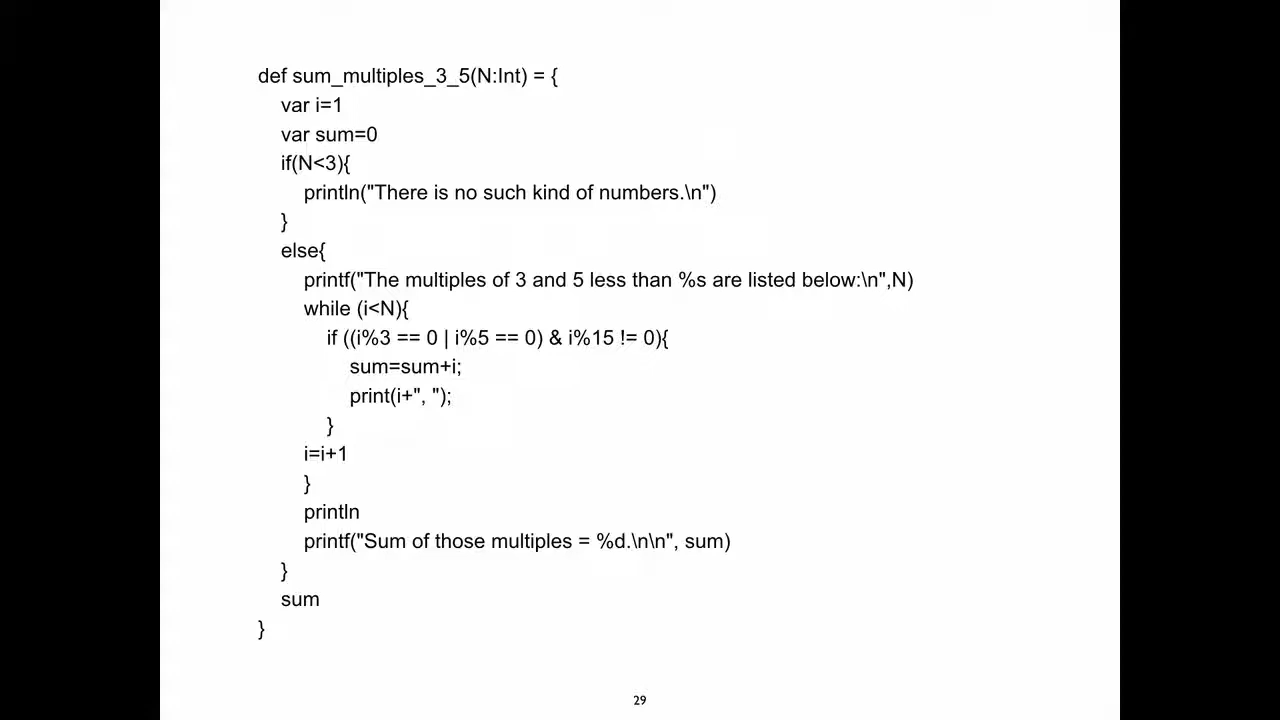 def sum_multiples_3_5(N:Int) = {
var i=1
var sum=0
if(N<3){
println("There is no such kind of numbers.\n")
}
else{
printf("The multiples of 3 and 5 less than %s are listed below:\n",N)
while (i<N){
if ((i%3 == 0 | i%5 == 0) & i%15 != 0){
sum=sum+i;
print(i+", ");
}
i=i+1
}
println
printf("Sum of those multiples = %d.\n\n", sum)
}
sum
}
29